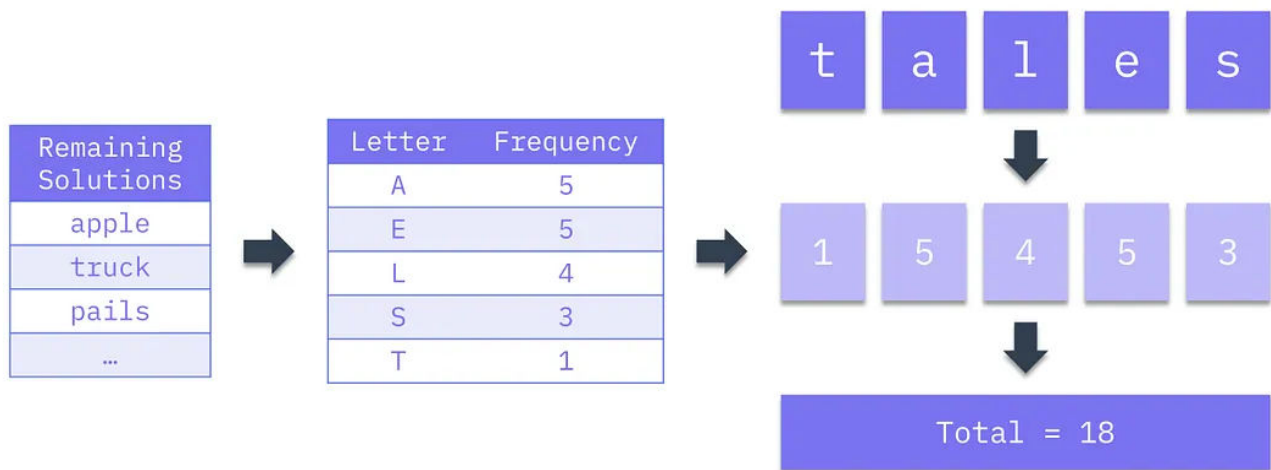 Remaining
Solutions
apple
truck
pails
…
Letter Frequency
A 5
E 5
L 4
S 3
T 1
t a l e s
1 5 4 5 3
Total = 18